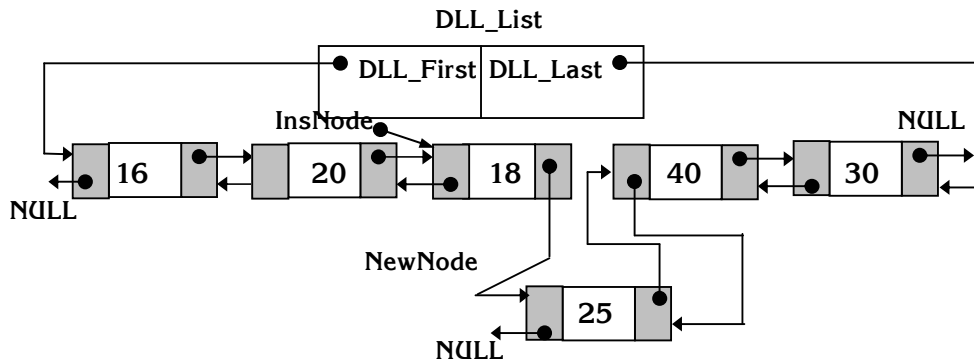 DLL_List
DLL_First DLL_Last
InsNode
NULL
16 20 18 40 30
NULL
NewNode
25
NULL